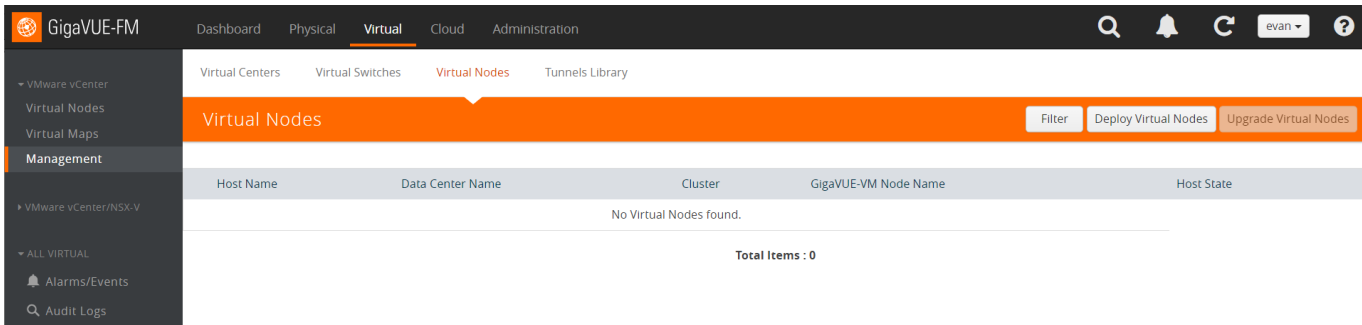 GigaVUE-FM Dashboard Physical Virtual Cloud Administration evan
Virtual Centers Virtual Switches Virtual Nodes Tunnels Library
VMware vCenter
Virtual Nodes
Virtual Maps
Management
VMware vCenter/NSX-V
ALL VIRTUAL
Alarms/Events
Audit Logs
Virtual Nodes Filter Deploy Virtual Nodes Upgrade Virtual Nodes
Host Name Data Center Name Cluster GigaVUE-VM Node Name Host State
No Virtual Nodes found.
Total Items : 0